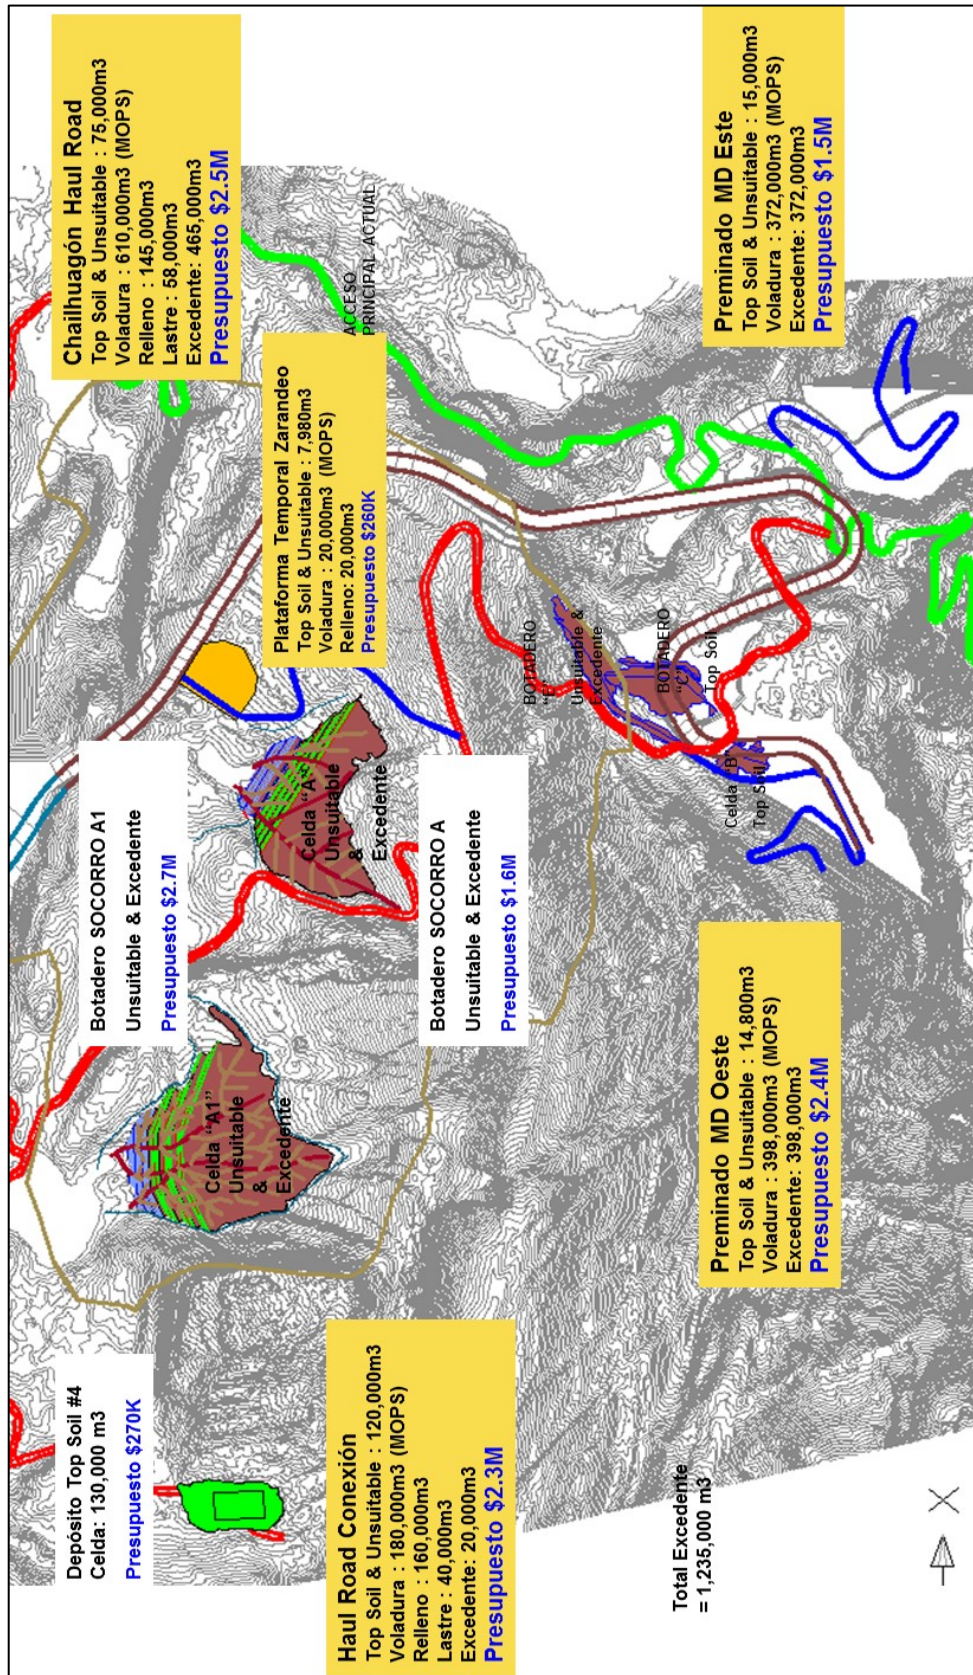 Depósito Top Soil #4
Celda: 130,000 m3
Presupuesto $270K
Botadero SOCORRO A1
Unsuitable & Excedente
Presupuesto $2.7M
Chailhuagón Haul Road
Top Soil & Unsuitable : 75,000m3
Voladura : 610,000m3 (MOPS)
Relleno : 145,000m3
Lastre : 58,000m3
Excedente: 465,000m3
Presupuesto $2.5M
Celda "A1"
Unsuitable
&
Excedente
Celda "A"
Unsuitable
&
Excedente
Plataforma Temporal Zarandeo
Top Soil & Unsuitable : 7,980m3
Voladura : 20,000m3 (MOPS)
Relleno: 20,000m3
Presupuesto $260K
ACCESO
PRINCIPAL ACTUAL
Haul Road Conexión
Top Soil & Unsuitable : 120,000m3
Voladura : 180,000m3 (MOPS)
Relleno : 160,000m3
Lastre : 40,000m3
Excedente: 20,000m3
Presupuesto $2.3M
Botadero SOCORRO A
Unsuitable & Excedente
Presupuesto $1.6M
BOTADERO
Unsuitable &
Excedente
BOTADERO
"C"
Top Soil
Celda "B"
Top Soil
Total Excedente
= 1,235,000 m3
Preminado MD Oeste
Top Soil & Unsuitable : 14,800m3
Voladura : 398,000m3 (MOPS)
Excedente: 398,000m3
Presupuesto $2.4M
Preminado MD Este
Top Soil & Unsuitable : 15,000m3
Voladura : 372,000m3 (MOPS)
Excedente: 372,000m3
Presupuesto $1.5M